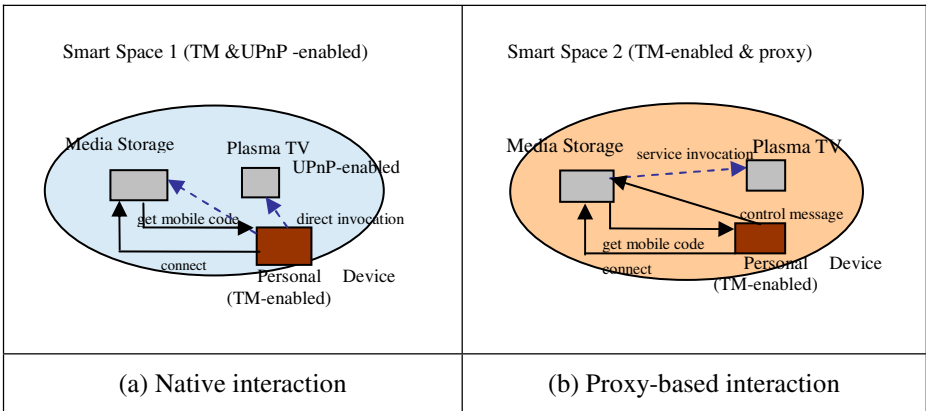 Smart Space 1 (TM &UPnP -enabled)
Media Storage
Plasma TV
UPnP-enabled
get mobile code
direct invocation
connect
Personal Device
(TM-enabled)
(a) Native interaction
Smart Space 2 (TM-enabled & proxy)
Media Storage
service invocation
Plasma TV
control message
get mobile code
connect
Personal Device
(TM-enabled)
(b) Proxy-based interaction